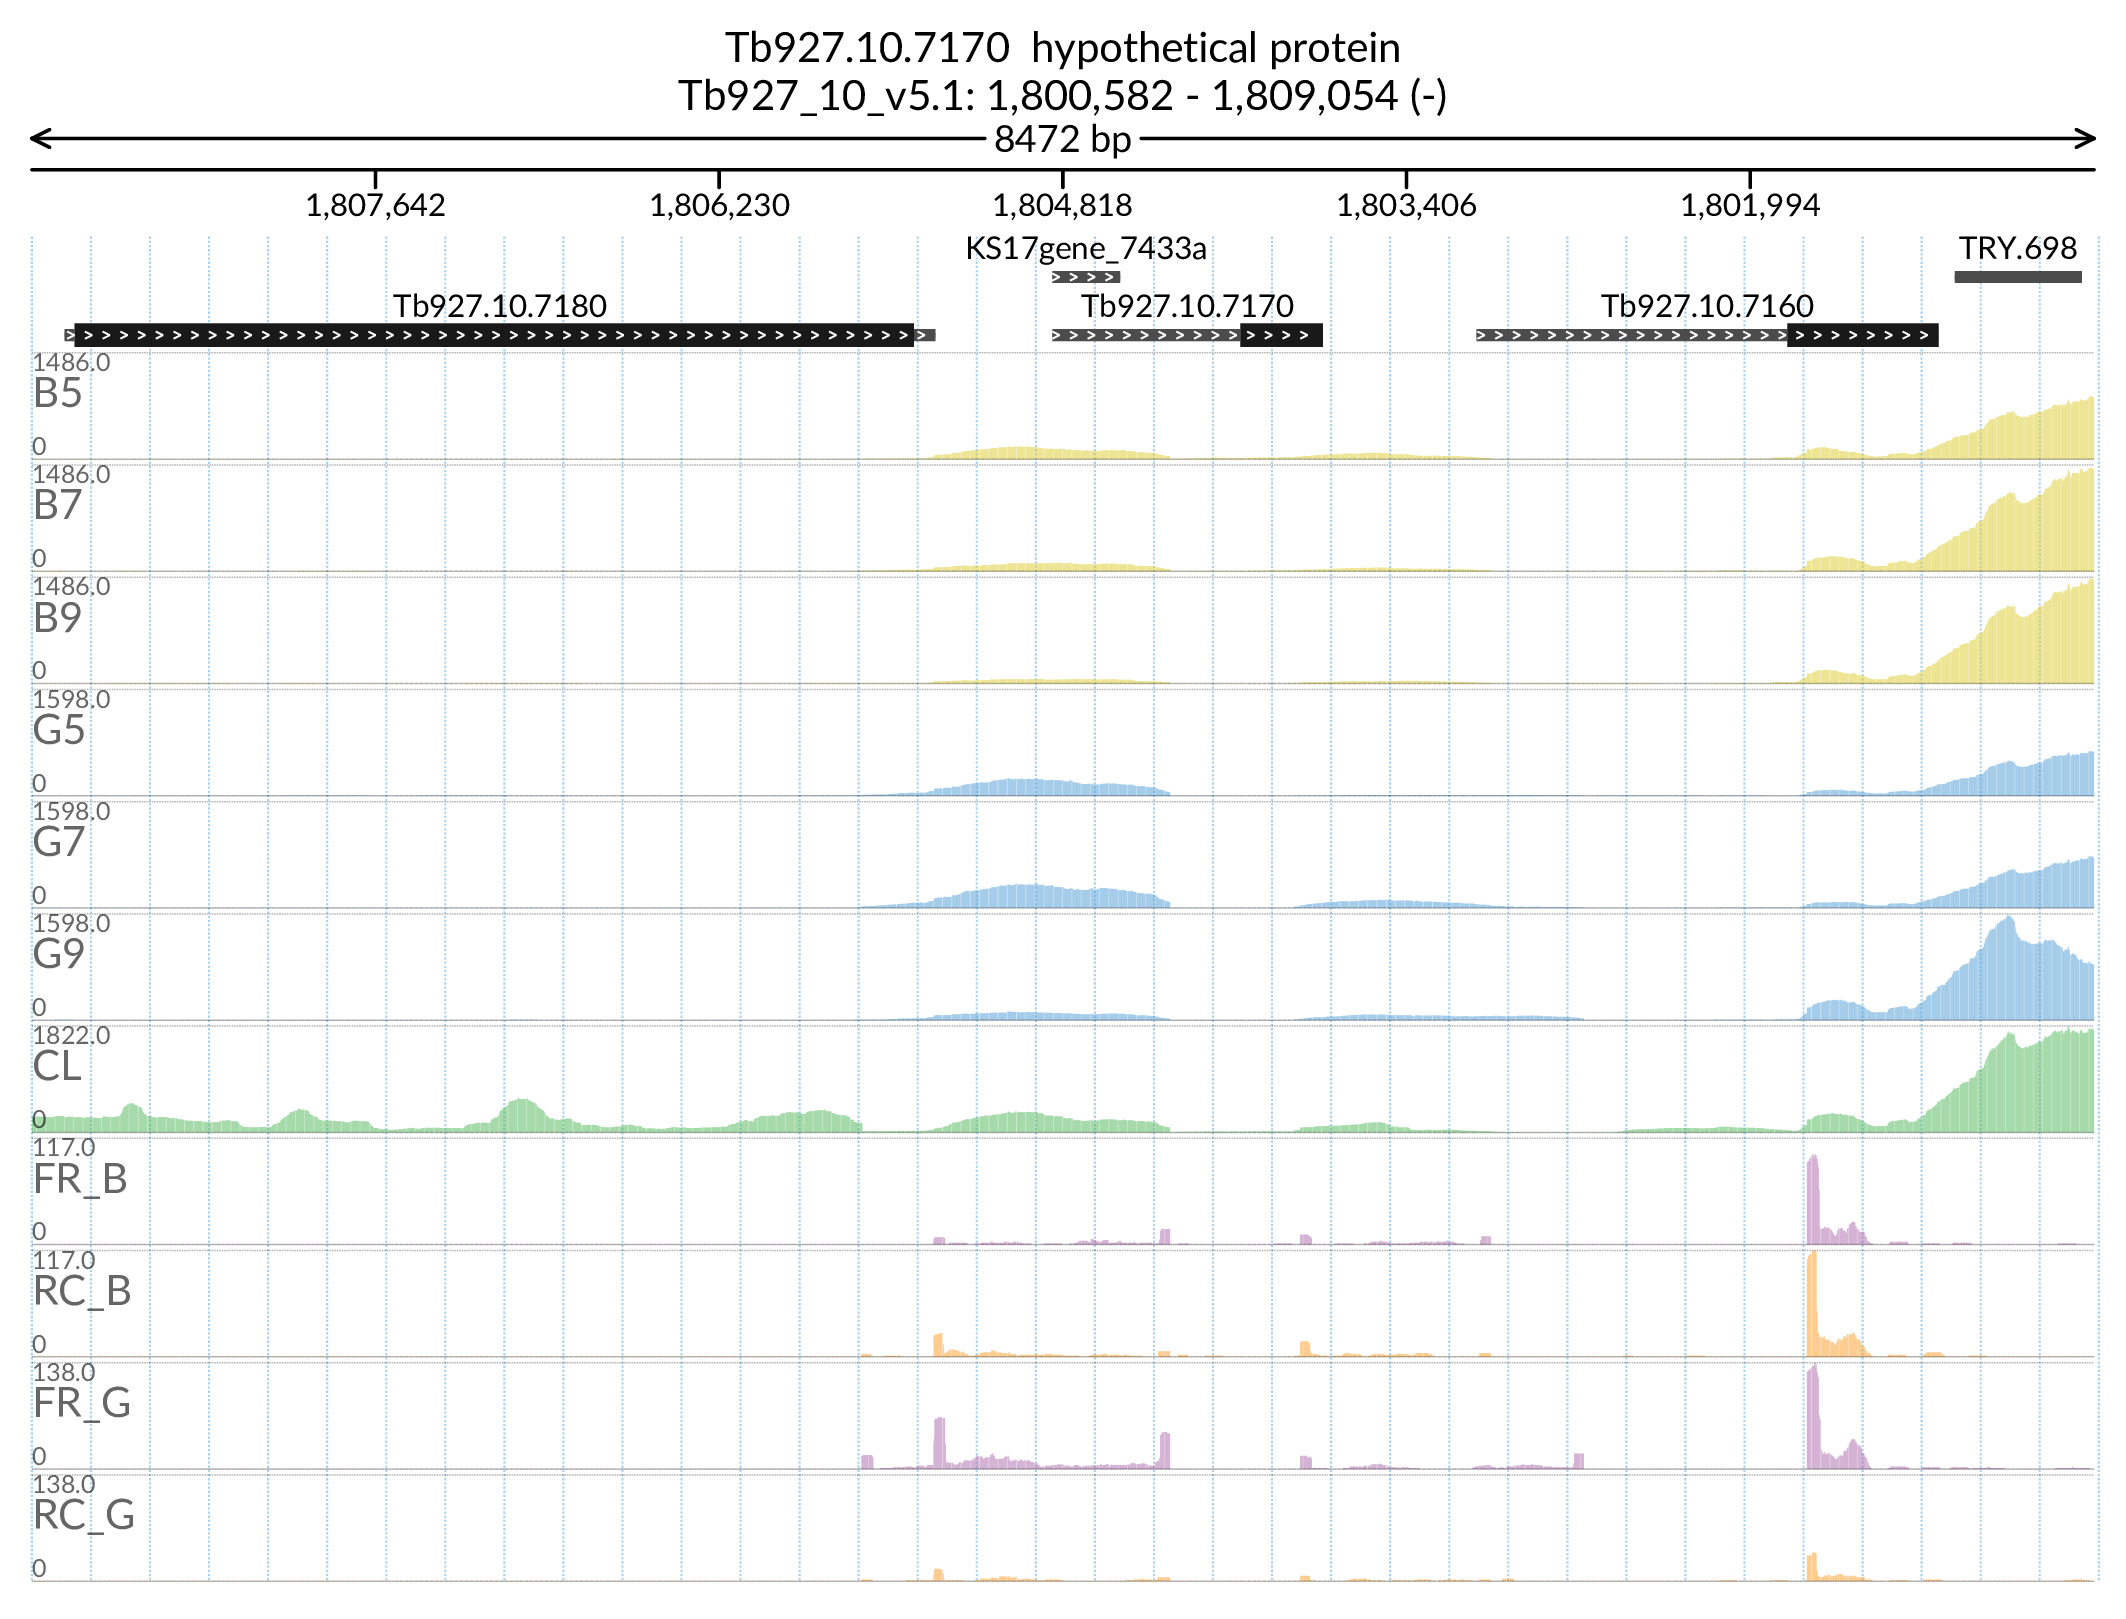 Tb927.10.7170  hypothetical protein
Tb927_10_v5.1: 1,800,582 - 1,809,054 (-)
8472 bp
1,807,642 1,806,230 1,804,818 1,803,406 1,801,994
KS17gene_7433a TRY.698
Tb927.10.7180 Tb927.10.7170 Tb927.10.7160
1486.0
B5
0
1486.0
B7
0
1486.0
B9
0
1598.0
G5
0
1598.0
G7
0
1598.0
G9
0
1822.0
CL
0
117.0
FR_B
0
117.0
RC_B
0
138.0
FR_G
0
138.0
RC_G
0